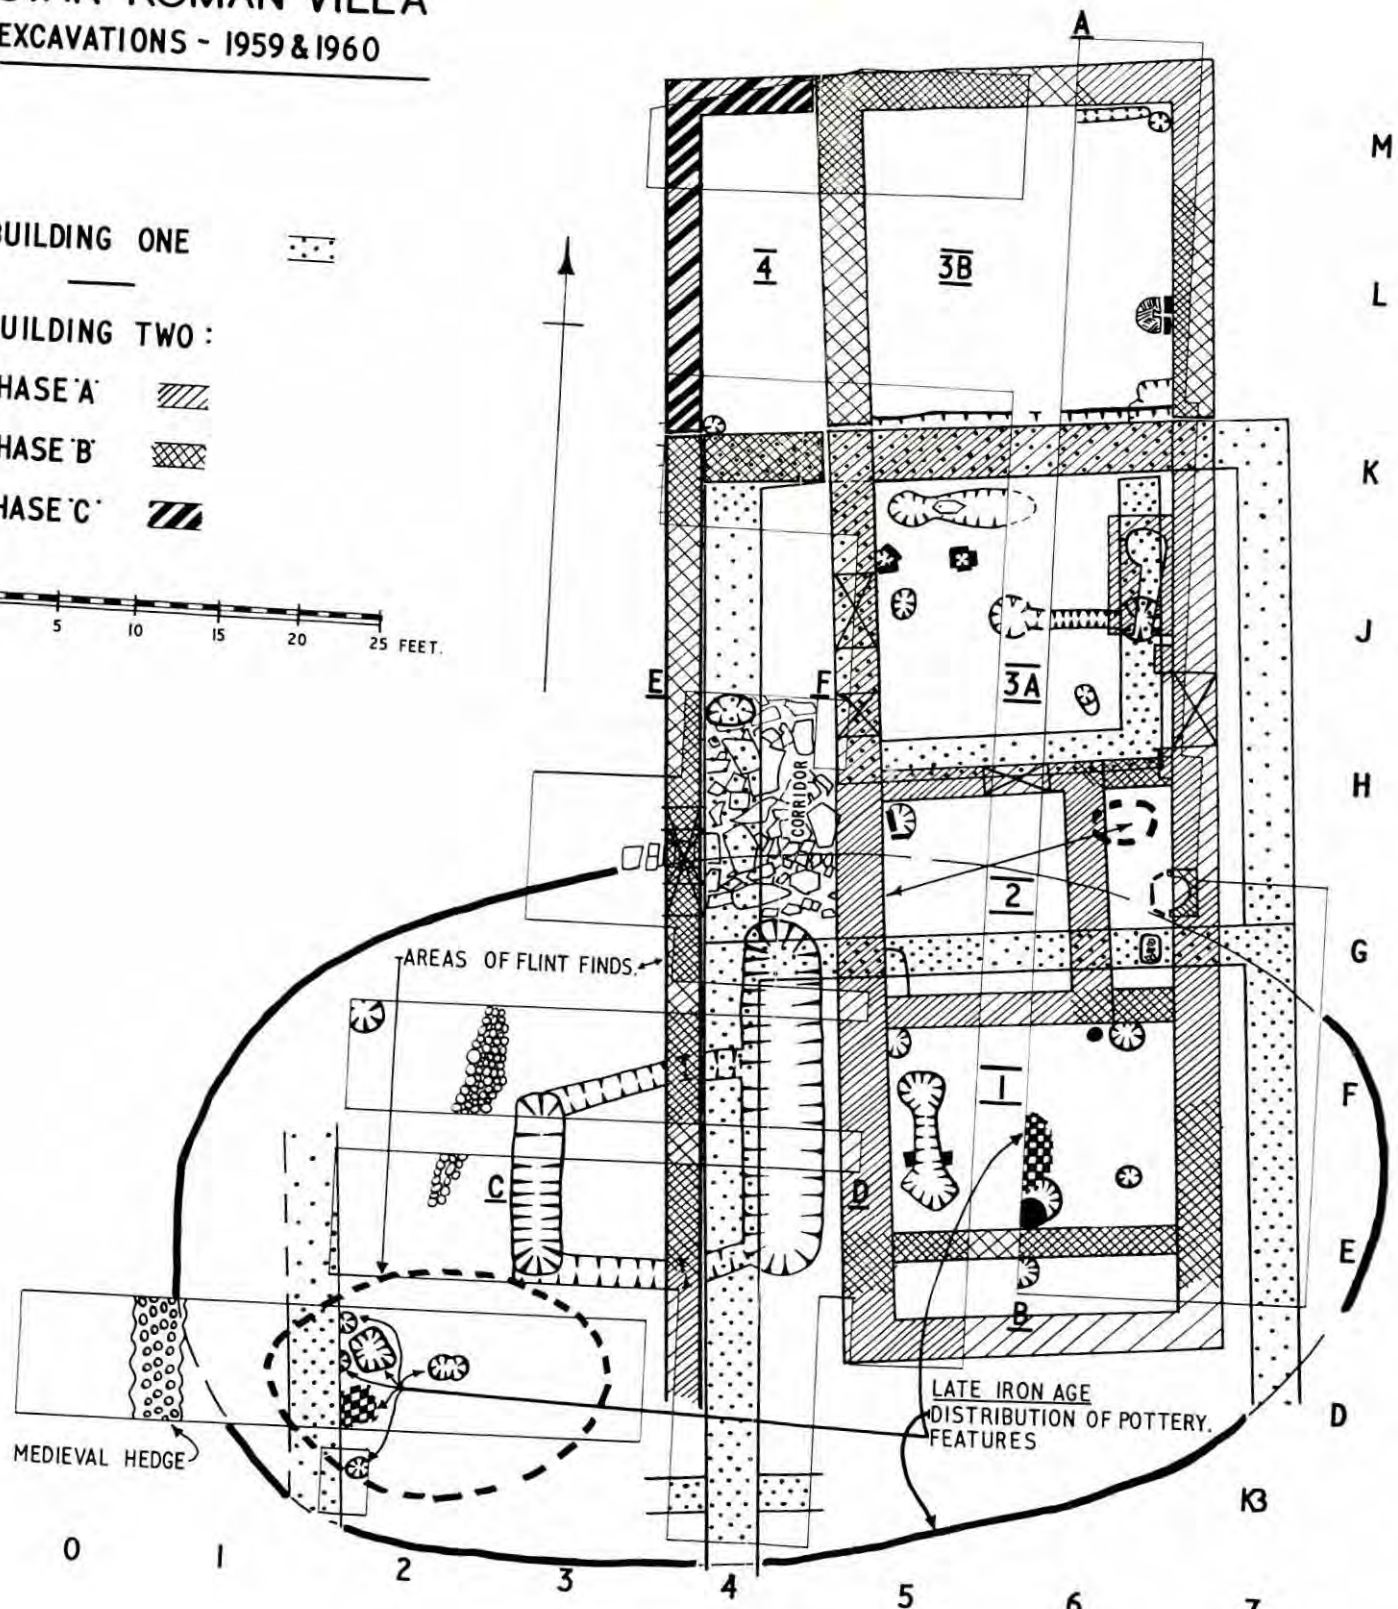 ROMAN VILLA
EXCAVATIONS - 1959 & 1960
BUILDING ONE
BUILDING TWO :
PHASE 'A'
PHASE 'B'
PHASE 'C'
5 10 15 20 25 FEET.
A
M
4
3B
L
K
J
E
F
3A
H
CORRIDOR
2
G
AREAS OF FLINT FINDS.
1
F
C
D
E
B
LATE IRON AGE
DISTRIBUTION OF POTTERY.
FEATURES
D
MEDIEVAL HEDGE
K3
0 1 2 3 4 5 6 7